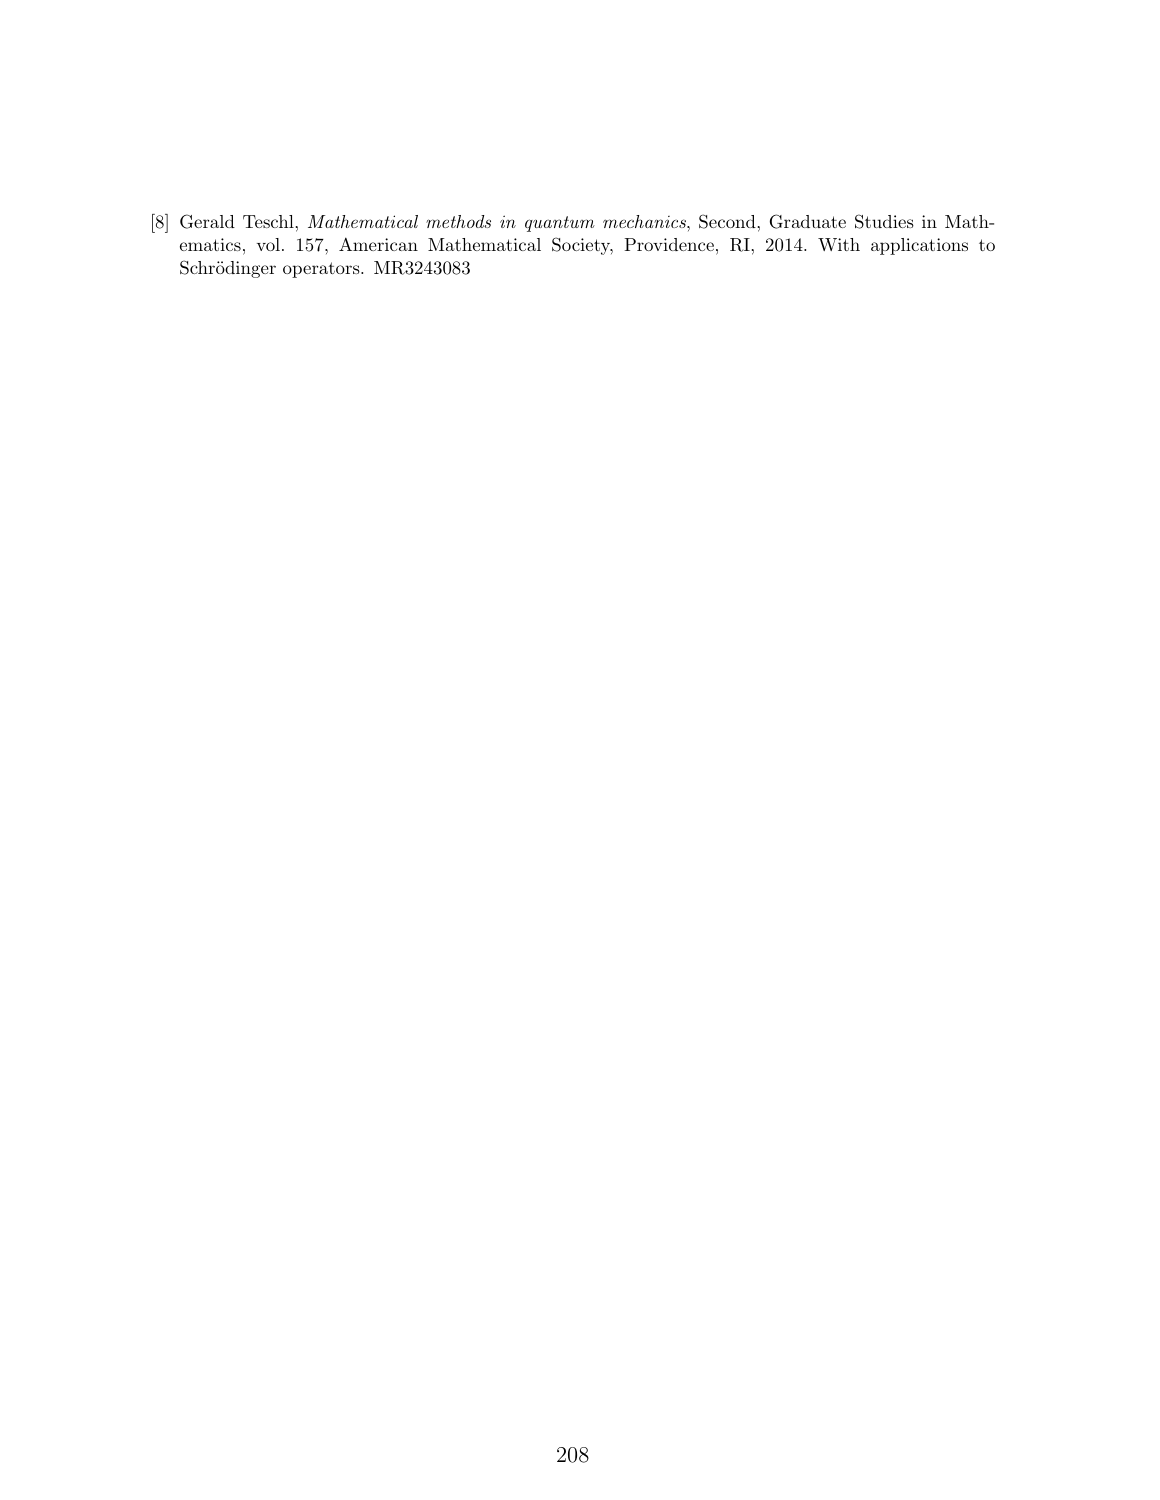 [8] Gerald Teschl, Mathematical methods in quantum mechanics, Second, Graduate Studies in Math-
ematics, vol. 157, American Mathematical Society, Providence, RI, 2014. With applications to
Schrödinger operators. MR3243083
208